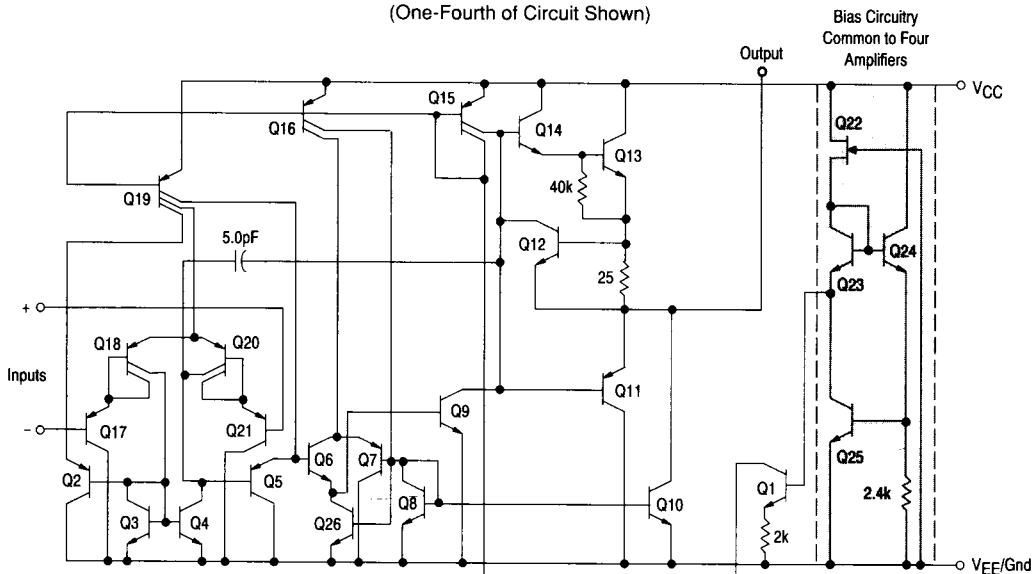 (One-Fourth of Circuit Shown)
Bias Circuitry
Common to Four
Amplifiers
Output
VCC
Q15
Q22
Q16
Q14
Q13
Q19
40k
Q12
Q24
5.0pF
Q23
25
+
Q18
Q20
Inputs
Q11
Q9
–
Q17
Q21
Q2
Q5
Q6
Q7
Q25
Q1
Q8
Q10
2.4k
Q3
Q4
Q26
2k
VEE/Gnd